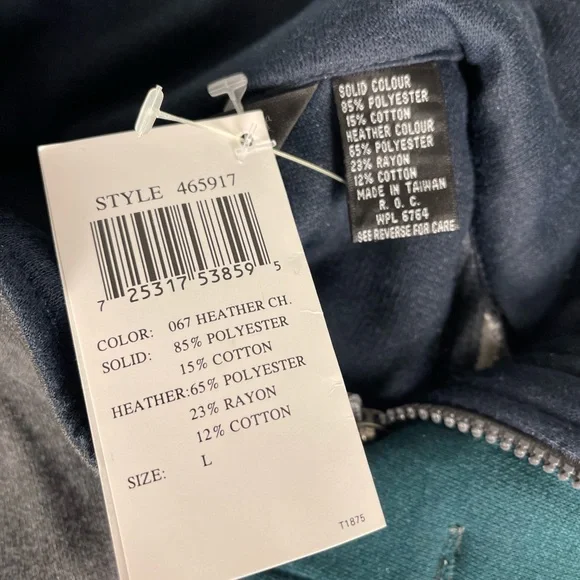 STYLE 465917
7 25317 53859 5
COLOR: 067 HEATHER CH.
SOLID: 85% POLYESTER
15% COTTON
HEATHER:65% POLYESTER
23% RAYON
12% COTTON
SIZE: L
T1875
SOLID COLOUR
85% POLYESTER
15% COTTON
HEATHER COLOUR
65% POLYESTER
23% RAYON
12% COTTON
MADE IN TAIWAN
R. O. C.
WPL 6764
SEE REVERSE FOR CARE